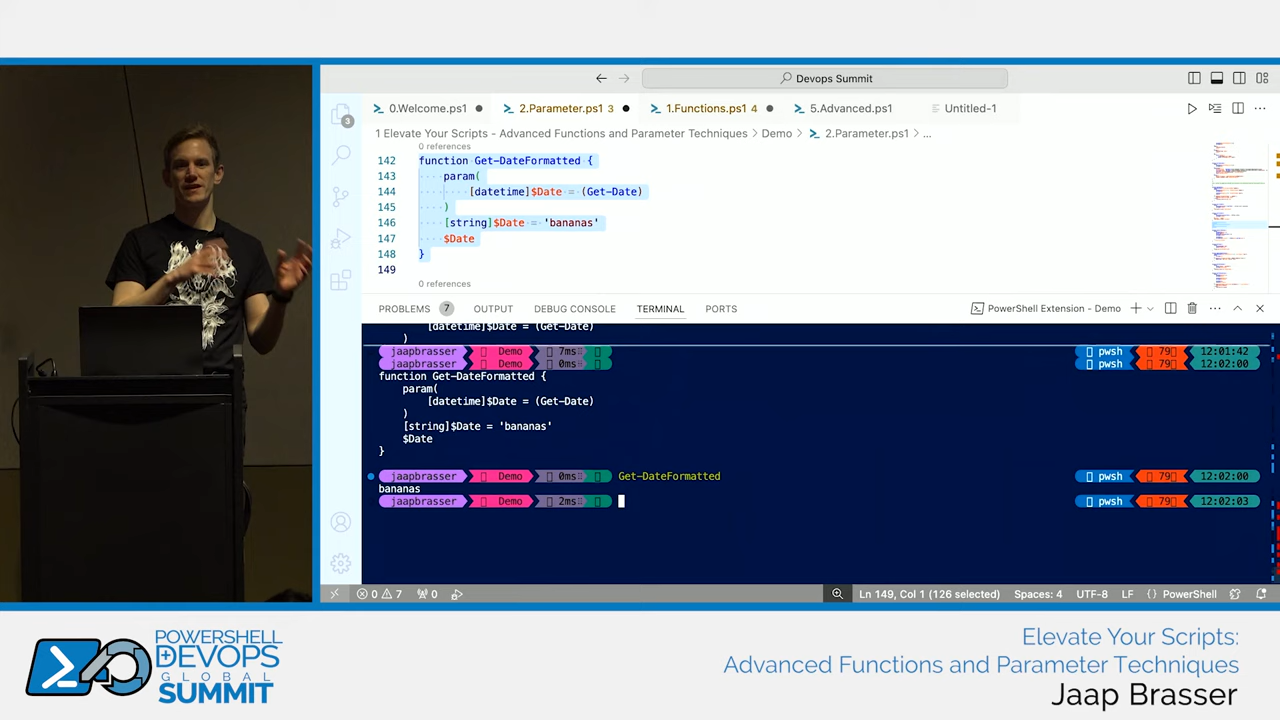 Devops Summit
0.Welcome.ps1
2.Parameter.ps1 3
1.Functions.ps1 4
5.Advanced.ps1
Untitled-1
1 Elevate Your Scripts - Advanced Functions and Parameter Techniques > Demo > 2.Parameter.ps1 > ...
3
0 references
142 function Get-DateFormatted {
143 param(
144 [datetime]$Date = (Get-Date)
145
146 [string]$Date = 'bananas'
147 $Date
148 }
149
0 references
PROBLEMS 7 OUTPUT DEBUG CONSOLE TERMINAL PORTS
PowerShell Extension - Demo
[datetime]$Date = (Get-Date)
)
jaapbrasser Demo 7ms pwsh 79 12:01:42
jaapbrasser Demo 0ms pwsh 79 12:02:00
function Get-DateFormatted {
param(
[datetime]$Date = (Get-Date)
)
[string]$Date = 'bananas'
$Date
}
jaapbrasser Demo 0ms Get-DateFormatted pwsh 79 12:02:00
bananas
jaapbrasser Demo 2ms pwsh 79 12:02:03
0 7 0 Ln 149, Col 1 (126 selected) Spaces: 4 UTF-8 LF { } PowerShell
POWERSHELL
DEVOPS
GLOBAL
SUMMIT
Elevate Your Scripts:
Advanced Functions and Parameter Techniques
Jaap Brasser